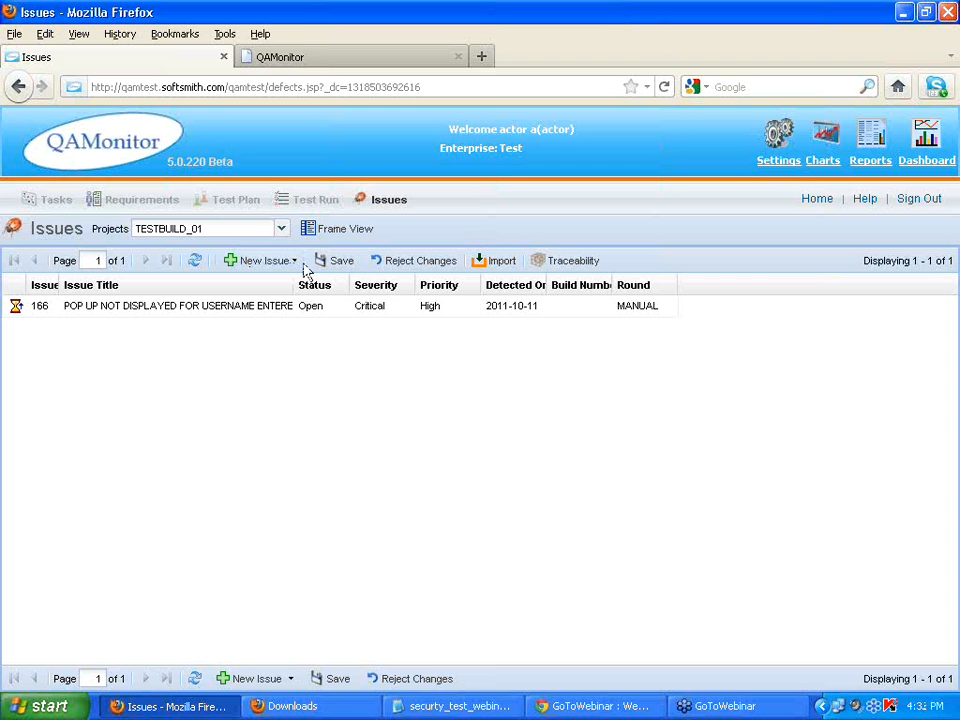 Issues - Mozilla Firefox
File Edit View History Bookmarks Tools Help
Issues QAMonitor
http://qamtest.softsmith.com/qamtest/defects.jsp?_dc=1318503692616 Google
QAMonitor
5.0.220 Beta
Welcome actor a(actor)
Enterprise: Test
Settings Charts Reports Dashboard
Tasks Requirements Test Plan Test Run Issues Home | Help | Sign Out
Issues Projects TESTBUILD_01 Frame View
Page 1 of 1 New Issue Save Reject Changes Import Traceability Displaying 1 - 1 of 1
Issue Issue Title Status Severity Priority Detected Or Build Numbe Round
166 POP UP NOT DISPLAYED FOR USERNAME ENTERE Open Critical High 2011-10-11 MANUAL
Page 1 of 1 New Issue Save Reject Changes Displaying 1 - 1 of 1
start Issues - Mozilla Fire... Downloads securty_test_webin... GoToWebinar : We... GoToWebinar 4:32 PM